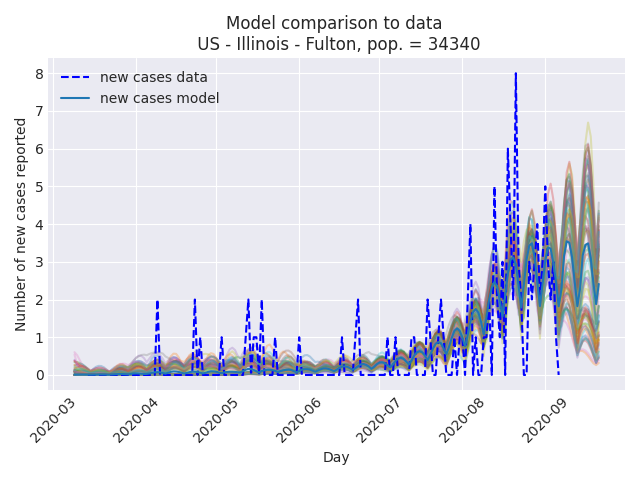 Model comparison to data
US - Illinois - Fulton, pop. = 34340
new cases data
new cases model
Number of new cases reported
8
7
6
5
4
3
2
1
0
2020-03
2020-04
2020-05
2020-06
2020-07
2020-08
2020-09
Day